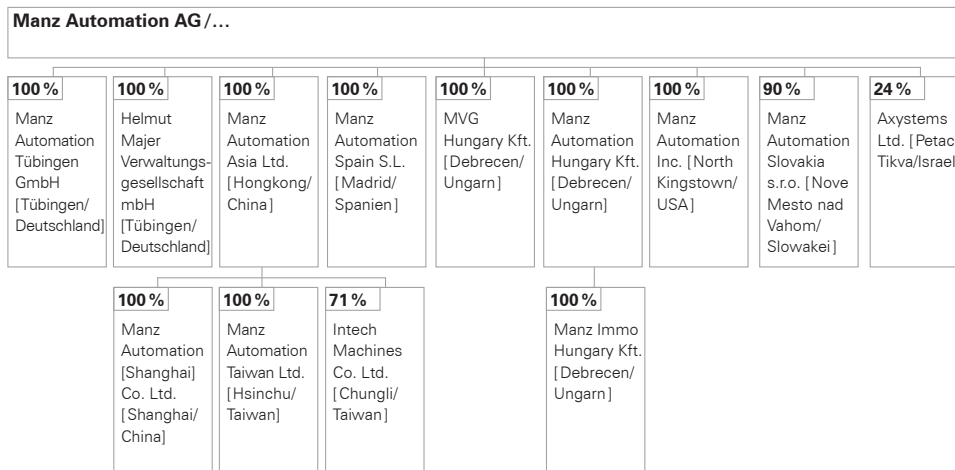 Manz Automation AG/...
100 %
Manz
Automation
Tübingen
GmbH
[Tübingen/
Deutschland]
100 %
Helmut
Majer
Verwaltungs-
gesellschaft
mbH
[Tübingen/
Deutschland]
100 %
Manz
Automation
Asia Ltd.
[Hongkong/
China]
100 %
Manz
Automation
Spain S.L.
[Madrid/
Spanien]
100 %
MVG
Hungary Kft.
[Debrecen/
Ungarn]
100 %
Manz
Automation
Hungary Kft.
[Debrecen/
Ungarn]
100 %
Manz
Automation
Inc. [North
Kingstown/
USA]
90 %
Manz
Automation
Slovakia
s.r.o. [Nove
Mesto nad
Vahom/
Slowakei]
24 %
Axystems
Ltd. [Petac
Tikva/Israel
100 %
Manz
Automation
[Shanghai]
Co. Ltd.
[Shanghai/
China]
100 %
Manz
Automation
Taiwan Ltd.
[Hsinchu/
Taiwan]
71 %
Intech
Machines
Co. Ltd.
[Chungli/
Taiwan]
100 %
Manz Immo
Hungary Kft.
[Debrecen/
Ungarn]